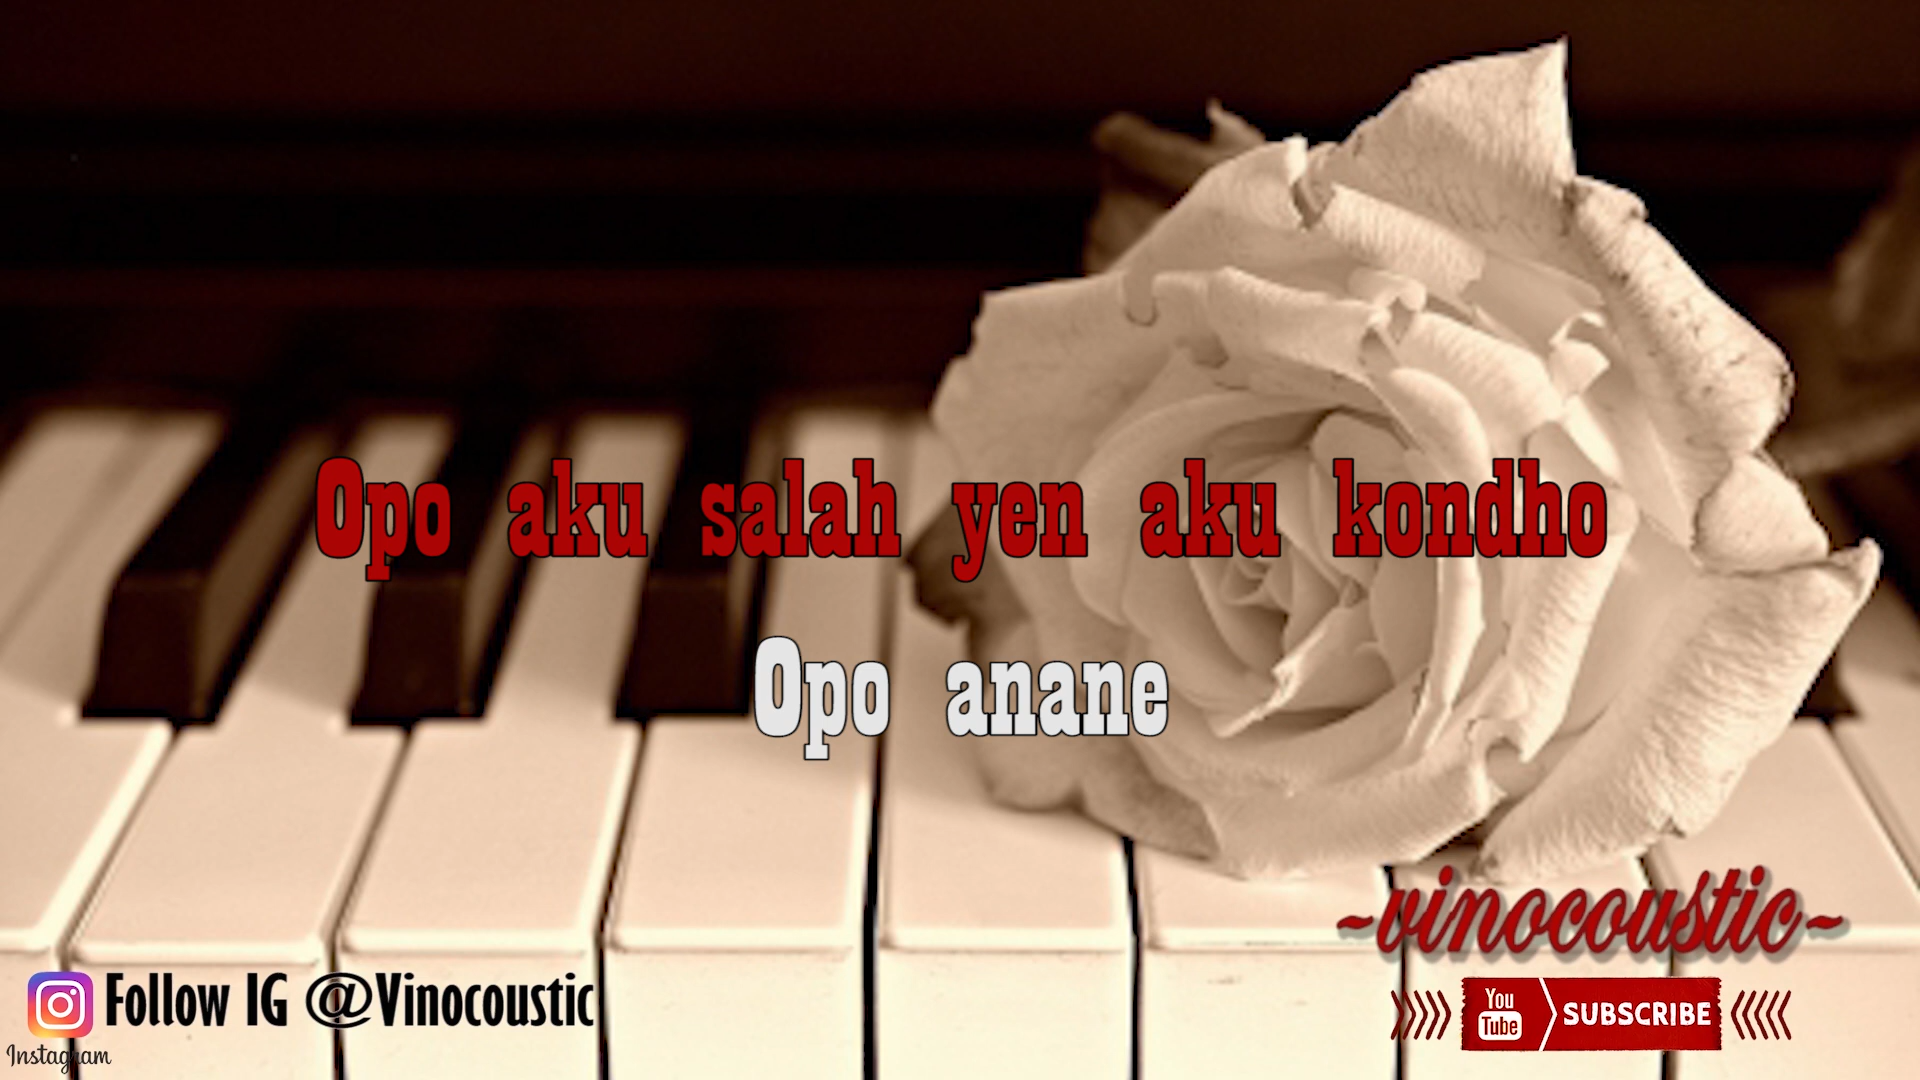 Opo aku salah yen aku kondho
Opo anane
~vinocoustic~
Follow IG @Vinocoustic
You Tube SUBSCRIBE
Instagram